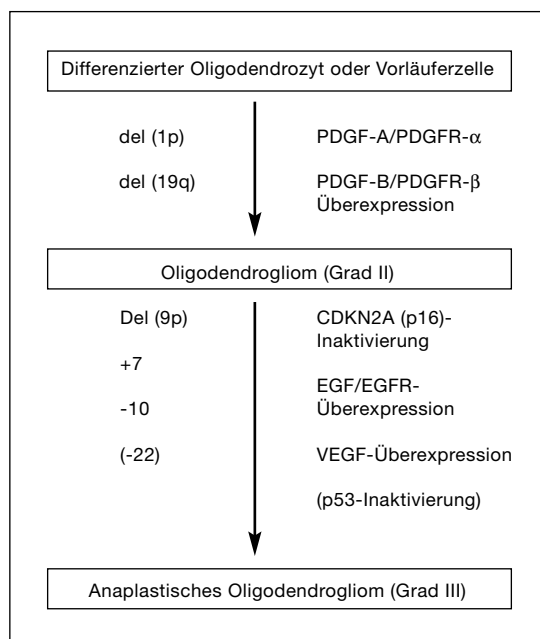 Differenzierter Oligodendrozyt oder Vorläuferzelle
del (1p)
PDGF-A/PDGFR-α
del (19q)
PDGF-B/PDGFR-β
Überexpression
Oligodendrogliom (Grad II)
Del (9p)
CDKN2A (p16)-
Inaktivierung
+7
EGF/EGFR-
Überexpression
-10
(-22)
VEGF-Überexpression
(p53-Inaktivierung)
Anaplastisches Oligodendrogliom (Grad III)